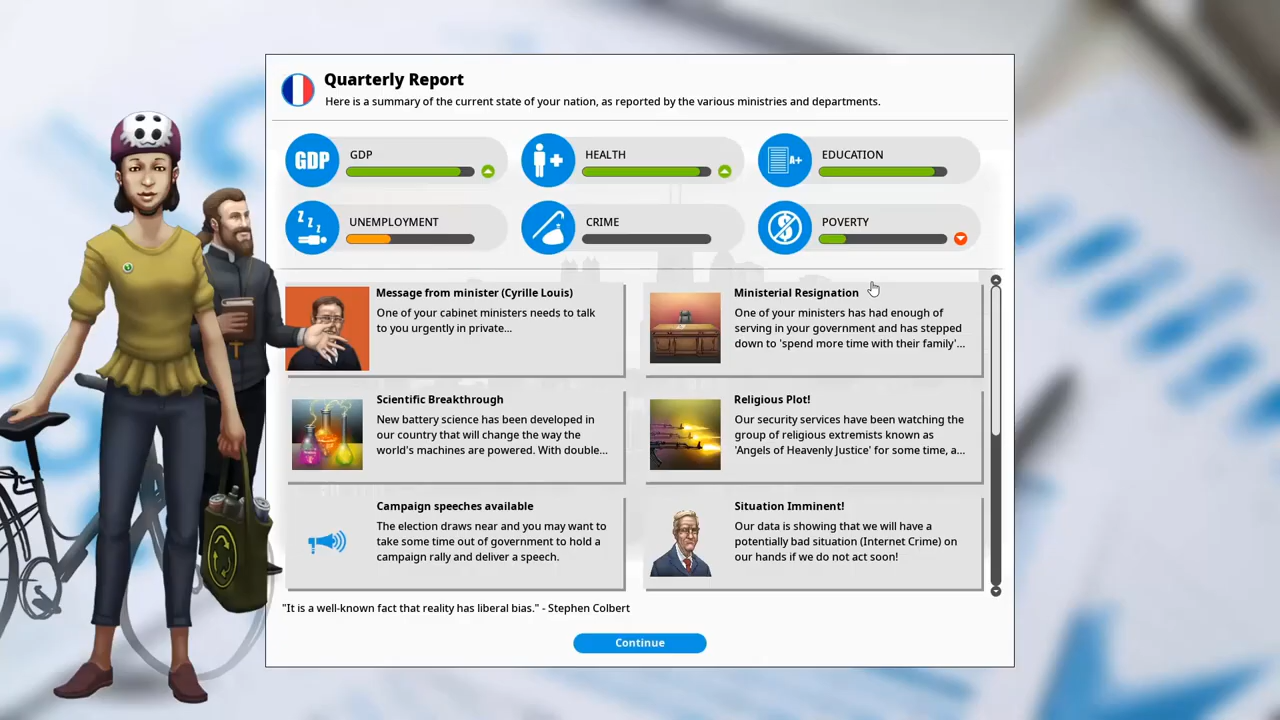 Quarterly Report
Here is a summary of the current state of your nation, as reported by the various ministries and departments.
GDP
GDP
HEALTH
A+
EDUCATION
Z
Z
Z
UNEMPLOYMENT
CRIME
$
POVERTY
Message from minister (Cyrille Louis)
One of your cabinet ministers needs to talk
to you urgently in private...
Ministerial Resignation
One of your ministers has had enough of
serving in your government and has stepped
down to 'spend more time with their family'...
Scientific Breakthrough
New battery science has been developed in
our country that will change the way the
world's machines are powered. With double...
Religious Plot!
Our security services have been watching the
group of religious extremists known as
'Angels of Heavenly Justice' for some time, a...
Campaign speeches available
The election draws near and you may want to
take some time out of government to hold a
campaign rally and deliver a speech.
Situation Imminent!
Our data is showing that we will have a
potentially bad situation (Internet Crime) on
our hands if we do not act soon!
"It is a well-known fact that reality has liberal bias." - Stephen Colbert
Continue